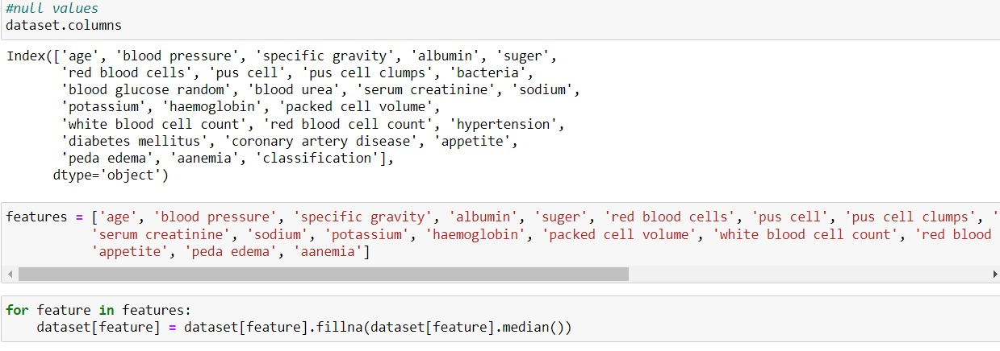 #null values
dataset.columns
Index(['age', 'blood pressure', 'specific gravity', 'albumin', 'suger',
'red blood cells', 'pus cell', 'pus cell clumps', 'bacteria',
'blood glucose random', 'blood urea', 'serum creatinine', 'sodium',
'potassium', 'haemoglobin', 'packed cell volume',
'white blood cell count', 'red blood cell count', 'hypertension',
'diabetes mellitus', 'coronary artery disease', 'appetite',
'peda edema', 'aanemia', 'classification'],
dtype='object')
features = ['age', 'blood pressure', 'specific gravity', 'albumin', 'suger', 'red blood cells', 'pus cell', 'pus cell clumps', '
'serum creatinine', 'sodium', 'potassium', 'haemoglobin', 'packed cell volume', 'white blood cell count', 'red blood
'appetite', 'peda edema', 'aanemia']
for feature in features:
dataset[feature] = dataset[feature].fillna(dataset[feature].median())